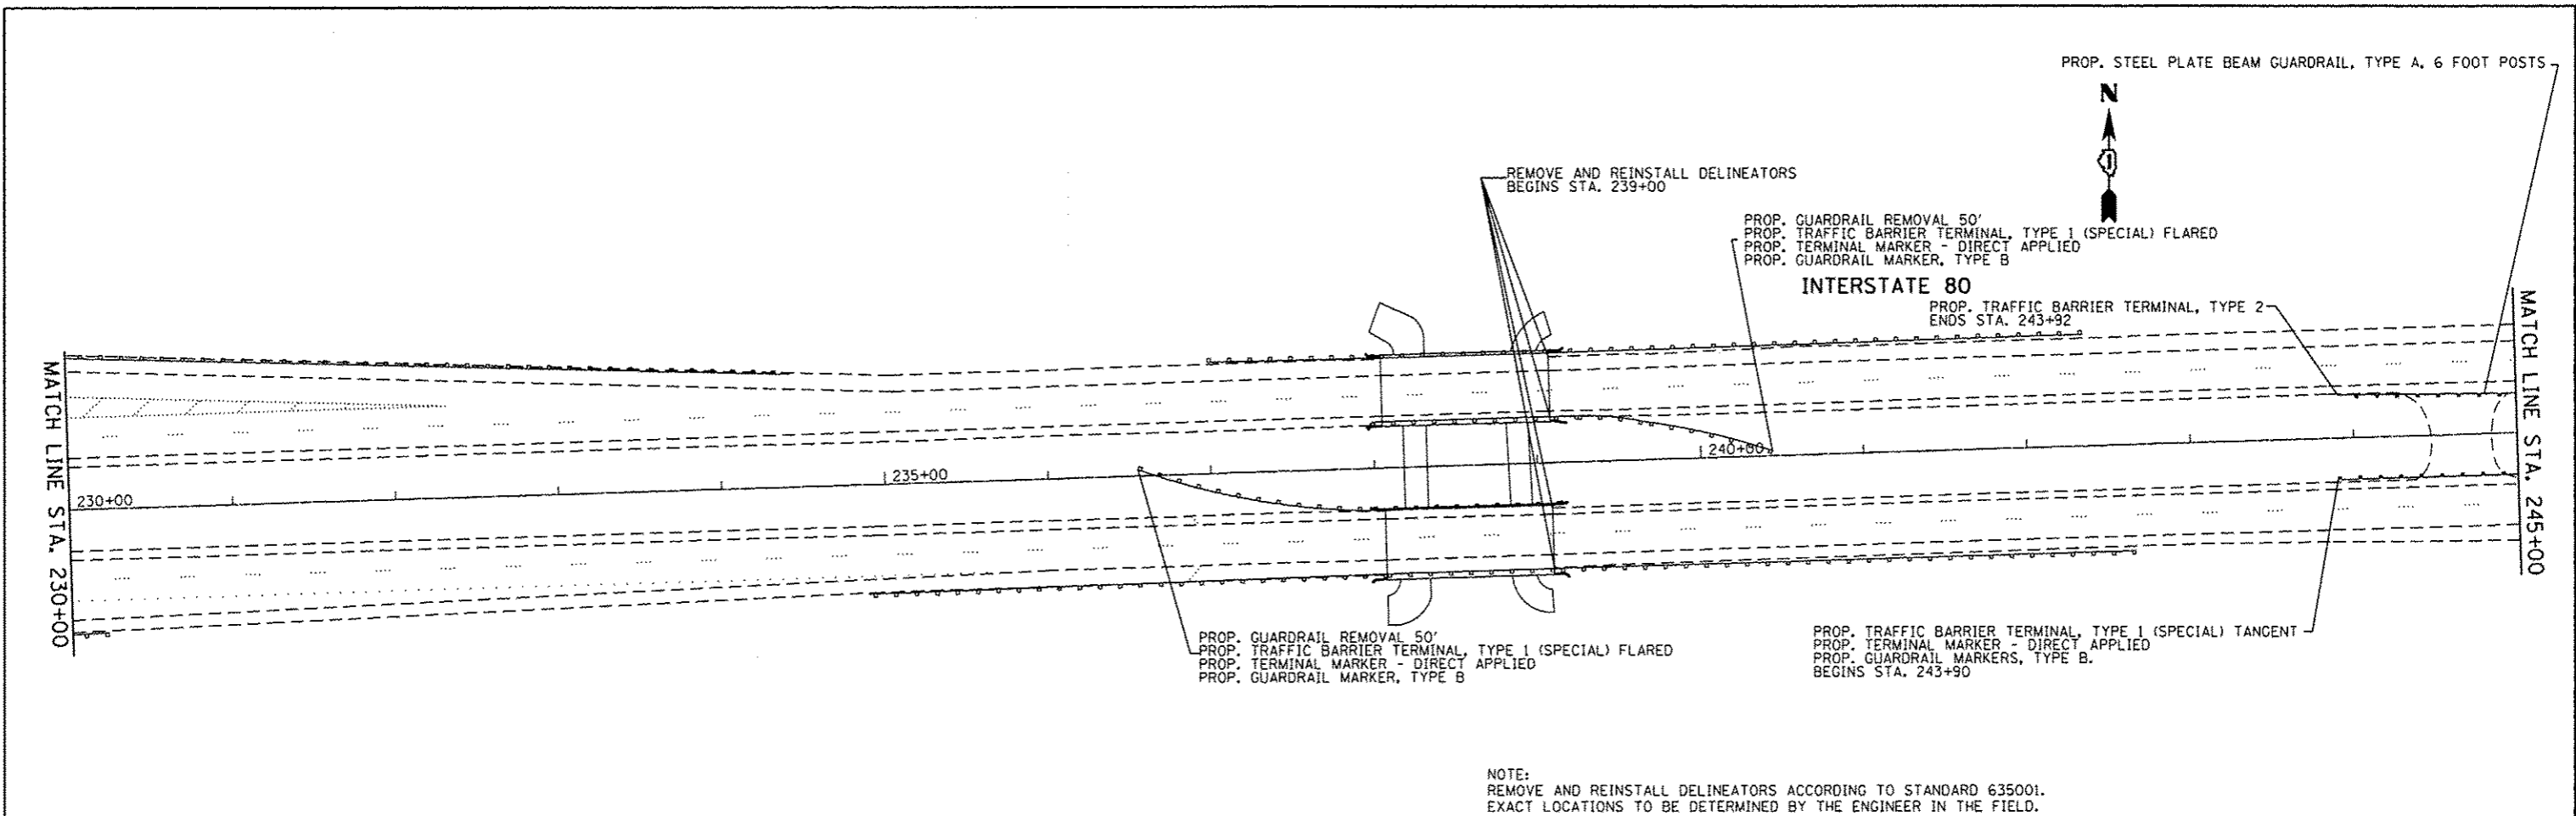 PROP. STEEL PLATE BEAM GUARDRAIL, TYPE A, 6 FOOT POSTS
N
REMOVE AND REINSTALL DELINEATORS
BEGINS STA. 239+00
PROP. GUARDRAIL REMOVAL 50'
PROP. TRAFFIC BARRIER TERMINAL, TYPE 1 (SPECIAL) FLARED
PROP. TERMINAL MARKER - DIRECT APPLIED
PROP. GUARDRAIL MARKER, TYPE B
INTERSTATE 80
PROP. TRAFFIC BARRIER TERMINAL, TYPE 2
ENDS STA. 243+92
MATCH LINE STA. 230+00
MATCH LINE STA. 245+00
230+00
235+00
240+00
PROP. GUARDRAIL REMOVAL 50'
PROP. TRAFFIC BARRIER TERMINAL, TYPE 1 (SPECIAL) FLARED
PROP. TERMINAL MARKER - DIRECT APPLIED
PROP. GUARDRAIL MARKER, TYPE B
PROP. TRAFFIC BARRIER TERMINAL, TYPE 1 (SPECIAL) TANGENT
PROP. TERMINAL MARKER - DIRECT APPLIED
PROP. GUARDRAIL MARKERS, TYPE B.
BEGINS STA. 243+90
NOTE:
REMOVE AND REINSTALL DELINEATORS ACCORDING TO STANDARD 635001.
EXACT LOCATIONS TO BE DETERMINED BY THE ENGINEER IN THE FIELD.